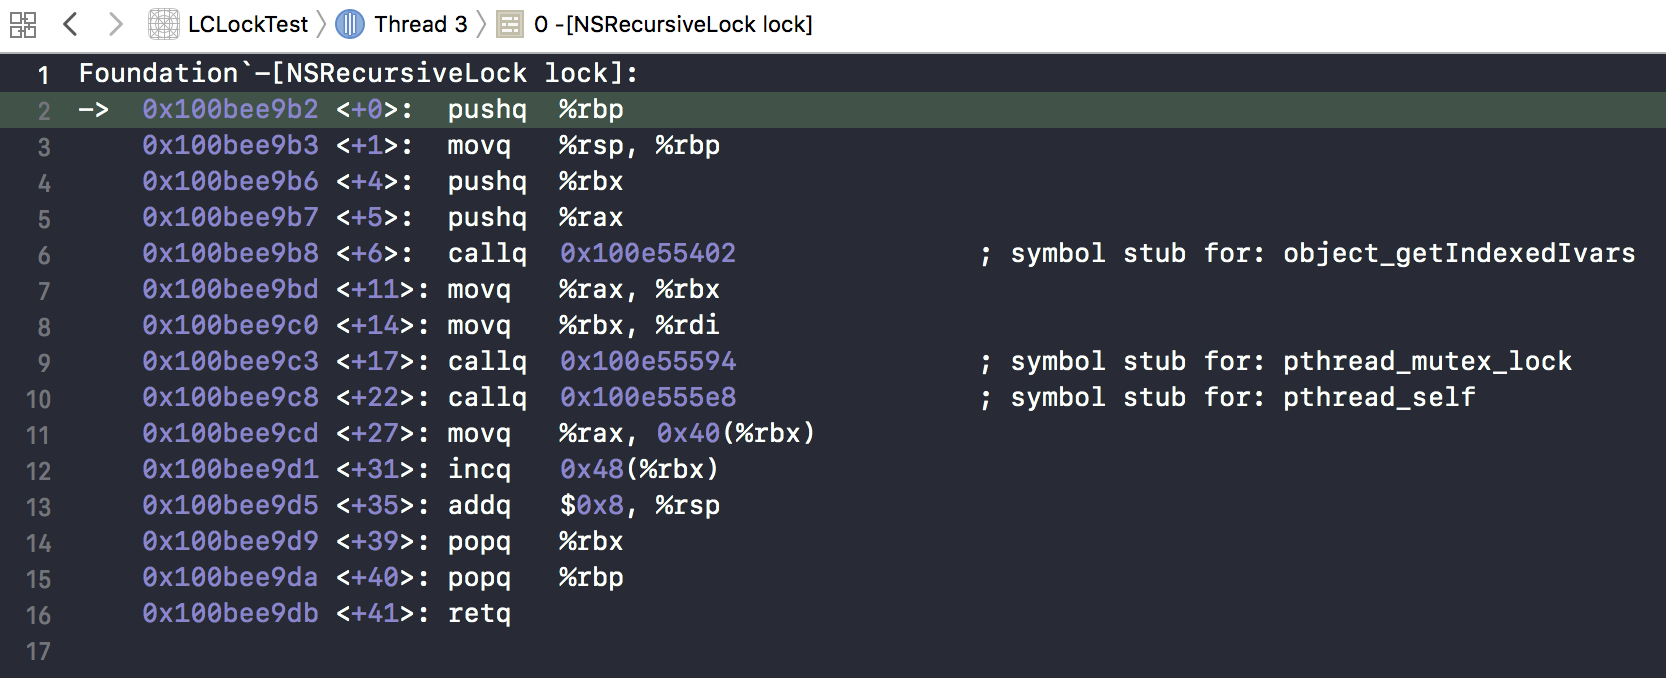 LCLockTest Thread 3 0 -[NSRecursiveLock lock]
1 Foundation`-[NSRecursiveLock lock]:
2 -> 0x100bee9b2 <+0>: pushq %rbp
3 0x100bee9b3 <+1>: movq %rsp, %rbp
4 0x100bee9b6 <+4>: pushq %rbx
5 0x100bee9b7 <+5>: pushq %rax
6 0x100bee9b8 <+6>: callq 0x100e55402 ; symbol stub for: object_getIndexedIvars
7 0x100bee9bd <+11>: movq %rax, %rbx
8 0x100bee9c0 <+14>: movq %rbx, %rdi
9 0x100bee9c3 <+17>: callq 0x100e55594 ; symbol stub for: pthread_mutex_lock
10 0x100bee9c8 <+22>: callq 0x100e555e8 ; symbol stub for: pthread_self
11 0x100bee9cd <+27>: movq %rax, 0x40(%rbx)
12 0x100bee9d1 <+31>: incq 0x48(%rbx)
13 0x100bee9d5 <+35>: addq $0x8, %rsp
14 0x100bee9d9 <+39>: popq %rbx
15 0x100bee9da <+40>: popq %rbp
16 0x100bee9db <+41>: retq
17